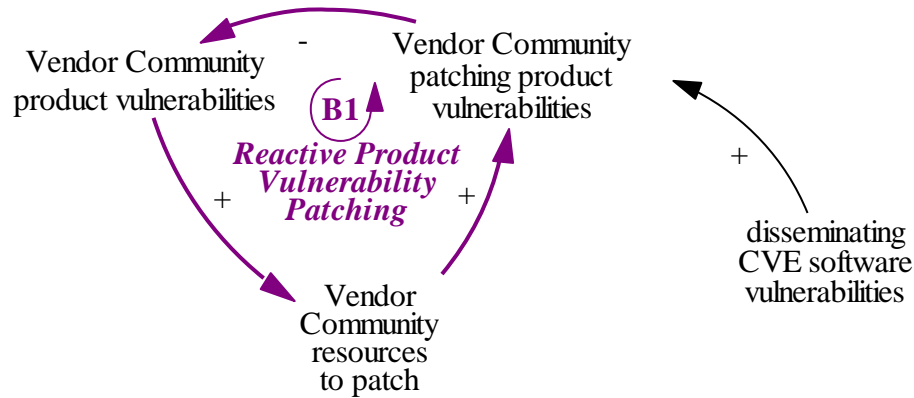 -
Vendor Community
product vulnerabilities
Vendor Community
patching product
vulnerabilities
B1
Reactive Product
Vulnerability
Patching
+
+
+
disseminating
CVE software
vulnerabilities
Vendor
Community
resources
to patch